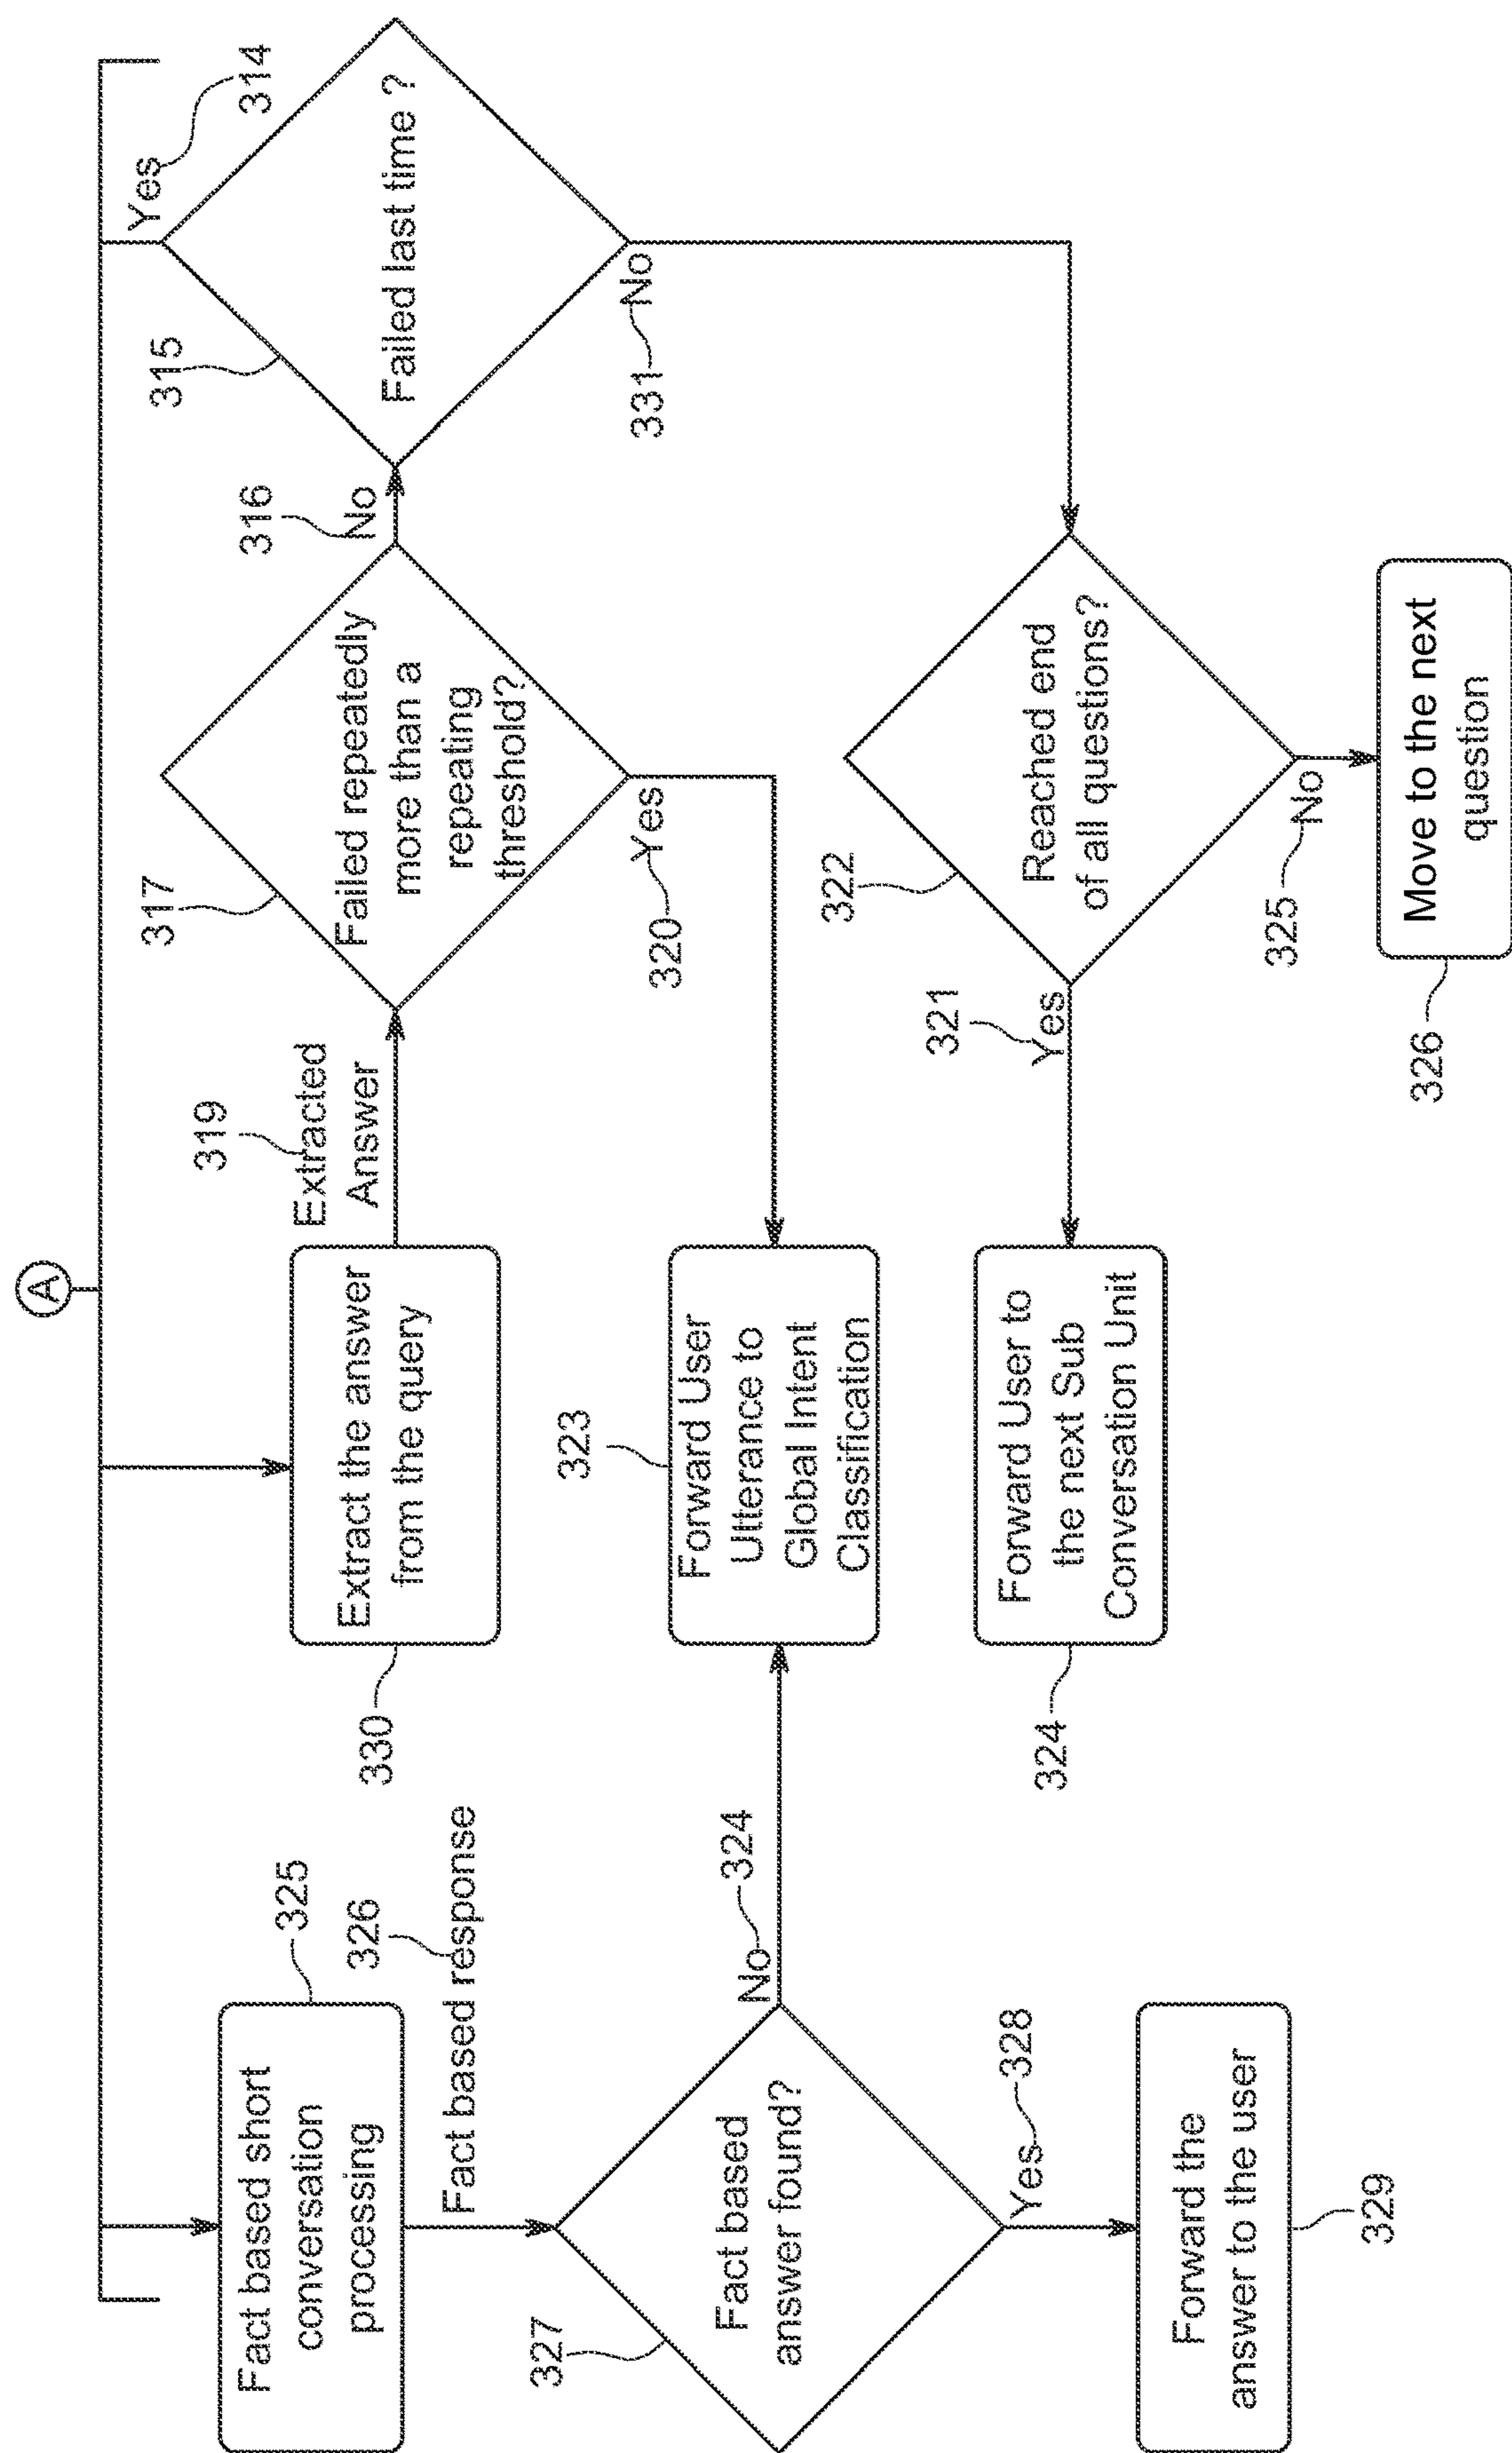 A
Fact based short
conversation
processing
325
326
Fact based response
Fact based
answer found?
327
No
324
Yes
328
Forward the
answer to the user
329
Extract the answer
from the query
330
319
Extracted
Answer
Failed repeatedly
more than a
repeating
threshold?
317
316
No
Yes
320
Failed last time ?
315
Yes
314
No
331
Forward User
Utterance to
Global Intent
Classification
323
Forward User to
the next Sub
Conversation Unit
324
321
Yes
Reached end
of all questions?
322
No
325
Move to the next
question
326